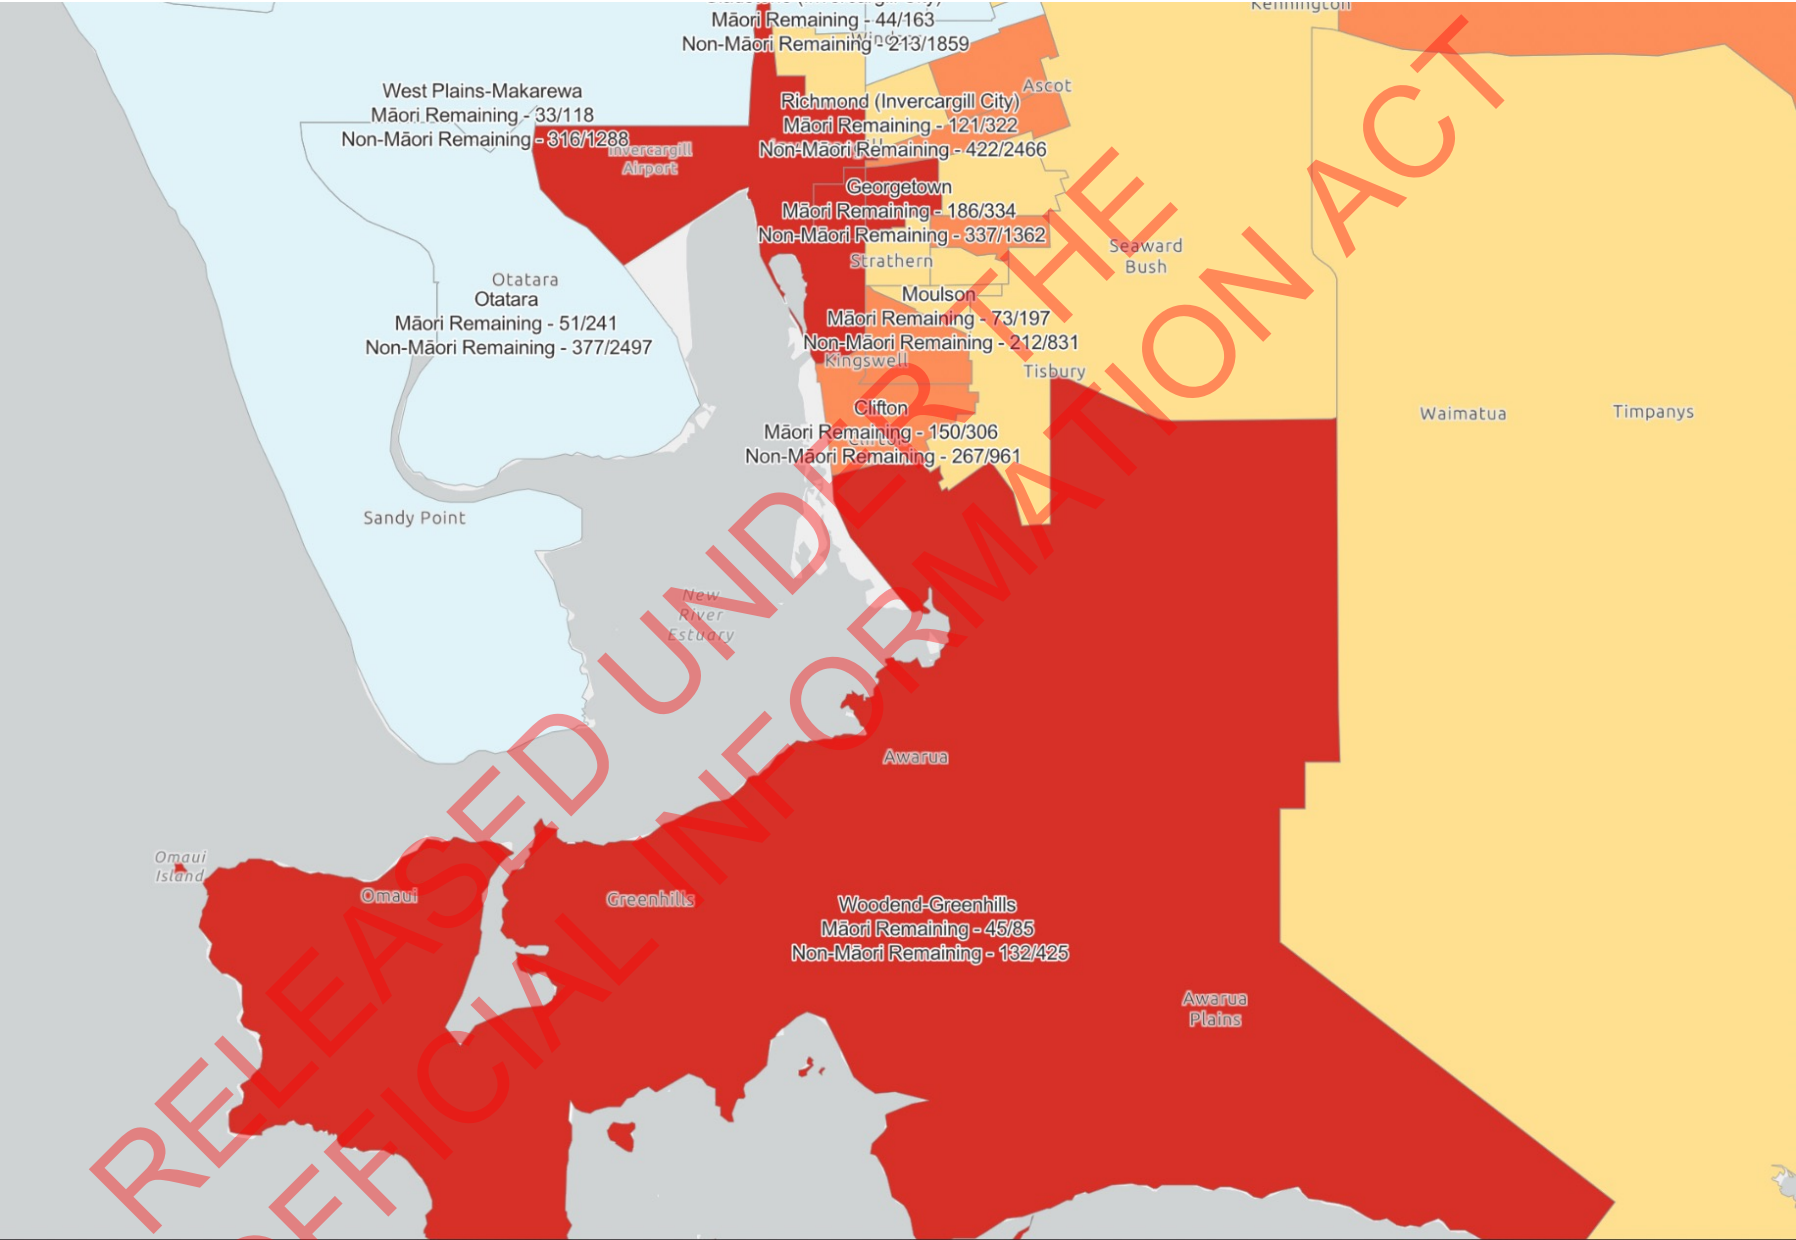 Māori Remaining - 44/163
Non-Māori Remaining - 213/1859
Kennington
West Plains-Makarewa
Māori Remaining - 33/118
Non-Māori Remaining - 316/1288
Invercargill
Airport
Ascot
Richmond (Invercargill City)
Māori Remaining - 121/322
Non-Māori Remaining - 422/2466
Georgetown
Māori Remaining - 186/334
Non-Māori Remaining - 337/1362
Strathern
Seaward
Bush
Otatara
Otatara
Māori Remaining - 51/241
Non-Māori Remaining - 377/2497
Moulson
Māori Remaining - 73/197
Non-Māori Remaining - 212/831
Kingswell
Tisbury
Clifton
Māori Remaining - 150/306
Clifton
Non-Māori Remaining - 267/961
Waimatua
Timpanys
Sandy Point
New
River
Estuary
Awarua
Omaui
Island
Omaui
Greenhills
Woodend-Greenhills
Māori Remaining - 45/85
Non-Māori Remaining - 132/425
Awarua
Plains
RELEASED UNDER THE
OFFICIAL INFORMATION ACT